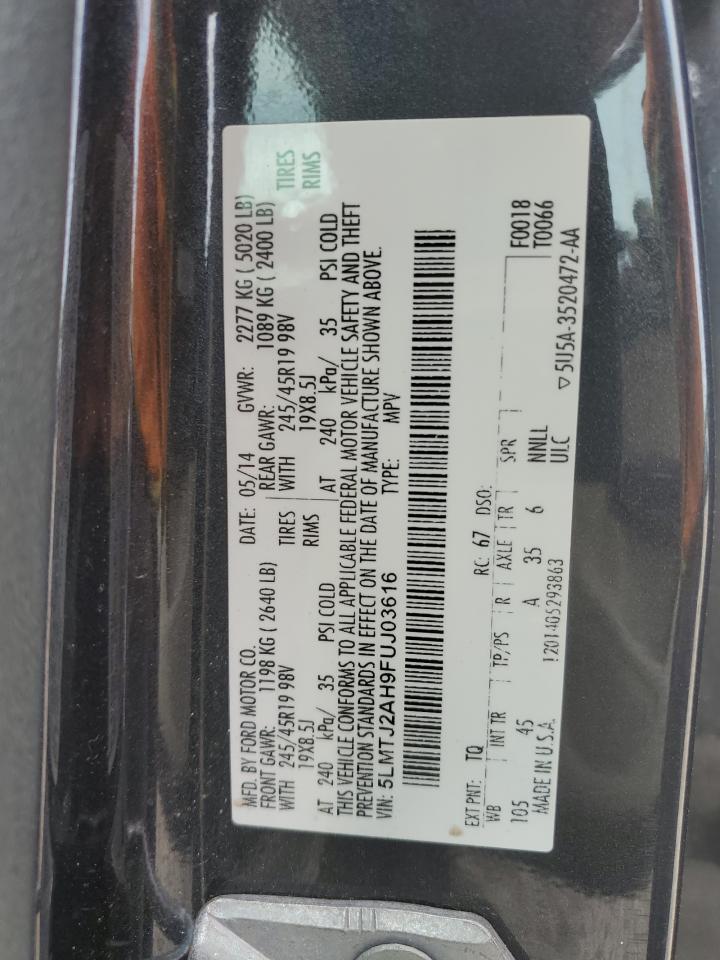 MFD. BY FORD MOTOR CO. DATE: 05/14 GVWR: 2277 KG ( 5020 LB)
FRONT GAWR: 1198 KG ( 2640 LB) REAR GAWR: 1089 KG ( 2400 LB)
WITH 245/45R19 98V TIRES WITH 245/45R19 98V TIRES
19X8.5J RIMS 19X8.5J RIMS
AT 240 kPa/ 35 PSI COLD AT 240 kPa/ 35 PSI COLD
THIS VEHICLE CONFORMS TO ALL APPLICABLE FEDERAL MOTOR VEHICLE SAFETY AND THEFT
PREVENTION STANDARDS IN EFFECT ON THE DATE OF MANUFACTURE SHOWN ABOVE.
VIN: 5LMTJ2AH9FUJ03616 TYPE: MPV
EXT PNT: TQ RC: 67 DSO: F0018
WB INT TR TP/PS R AXLE TR SPR T0066
105 45 A 35 6 NNLL
MADE IN U.S.A. 1201405293863 UIC
▽5U5A-3520472-AA